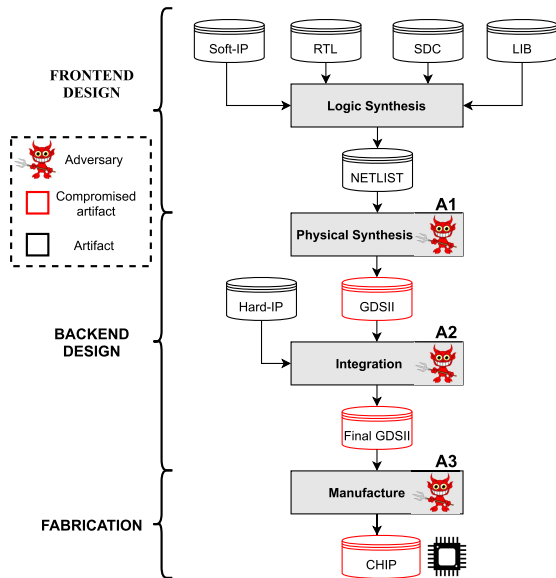 Soft-IP
RTL
SDC
LIB
FRONTEND
DESIGN
Logic Synthesis
Adversary
NETLIST
Compromised
artifact
A1
Physical Synthesis
Artifact
Hard-IP
GDSII
BACKEND
DESIGN
A2
Integration
Final GDSII
A3
Manufacture
FABRICATION
CHIP